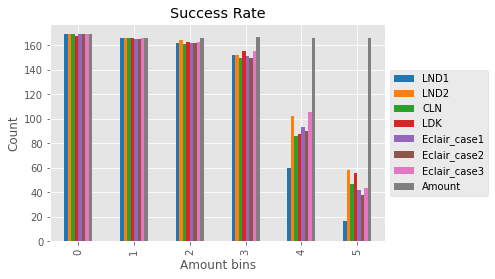 Success Rate
160
140
120
100
80
60
40
20
0
Count
0
1
2
3
4
5
Amount bins
LND1
LND2
CLN
LDK
Eclair_case1
Eclair_case2
Eclair_case3
Amount